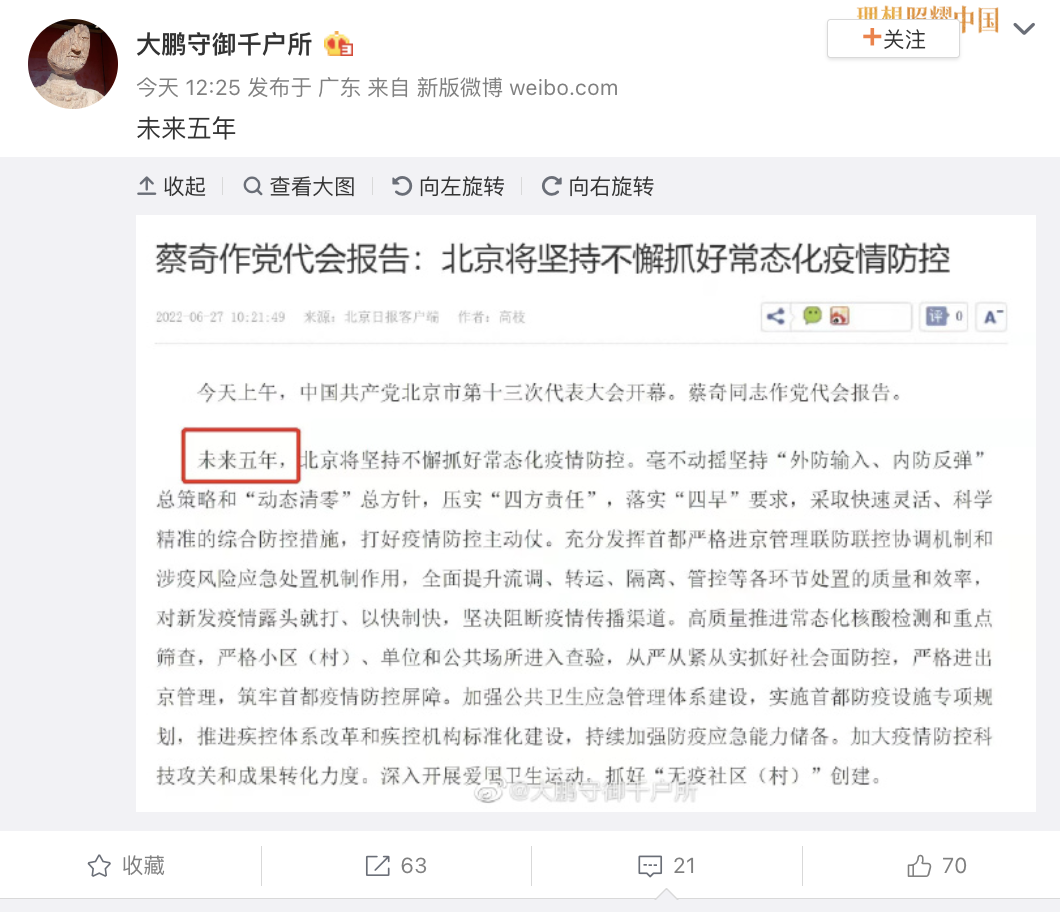 理想照耀中国
大鹏守御千户所
+关注
今天 12:25 发布于 广东 来自 新版微博 weibo.com
未来五年
收起 查看大图 向左旋转 向右旋转
蔡奇作党代会报告：北京将坚持不懈抓好常态化疫情防控
2022-06-27 10:21:49 来源：北京日报客户端 作者：高枝
评 0 A-
今天上午，中国共产党北京市第十三次代表大会开幕。蔡奇同志作党代会报告。
未来五年，北京将坚持不懈抓好常态化疫情防控。毫不动摇坚持“外防输入、内防反弹”
总策略和“动态清零”总方针，压实“四方责任”，落实“四早”要求，采取快速灵活、科学
精准的综合防控措施，打好疫情防控主动仗。充分发挥首都严格进京管理联防联控协调机制和
涉疫风险应急处置机制作用，全面提升流调、转运、隔离、管控等各环节处置的质量和效率，
对新发疫情露头就打、以快制快，坚决阻断疫情传播渠道。高质量推进常态化核酸检测和重点
筛查，严格小区（村）、单位和公共场所进入查验，从严从紧从实抓好社会面防控，严格进出
京管理，筑牢首都疫情防控屏障。加强公共卫生应急管理体系建设，实施首都防疫设施专项规
划，推进疾控体系改革和疾控机构标准化建设，持续加强防疫应急能力储备。加大疫情防控科
技攻关和成果转化力度。深入开展爱国卫生运动。抓好“无疫社区（村）”创建。
@大鹏守御千户所
收藏 63 21 70